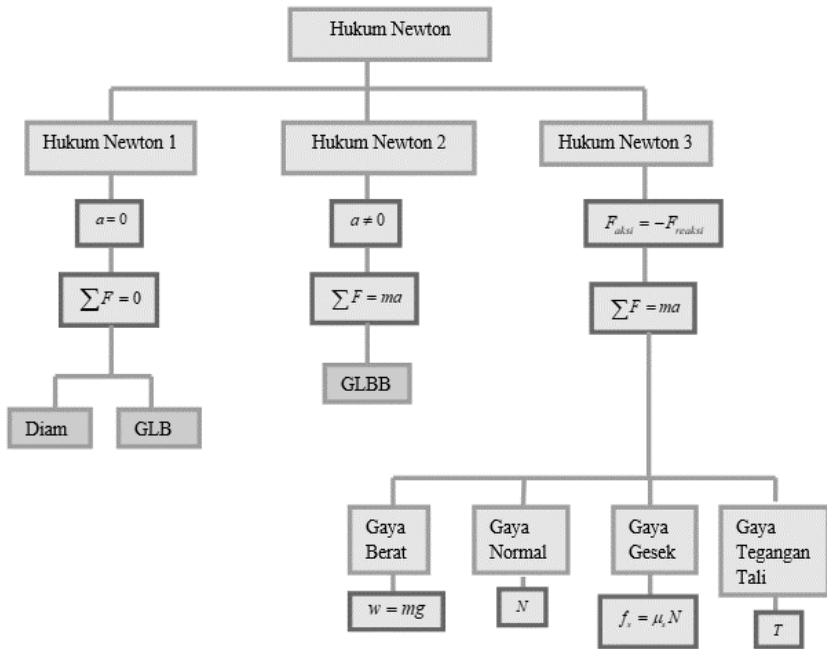 Hukum Newton
Hukum Newton 1
Hukum Newton 2
Hukum Newton 3
a = 0
a ≠ 0
F_aksi = −F_reaksi
∑F = 0
∑F = ma
∑F = ma
GLBB
Diam
GLB
Gaya
Berat
Gaya
Normal
Gaya
Gesek
Gaya
Tegangan
Tali
w = mg
N
f_s = μ_s N
T